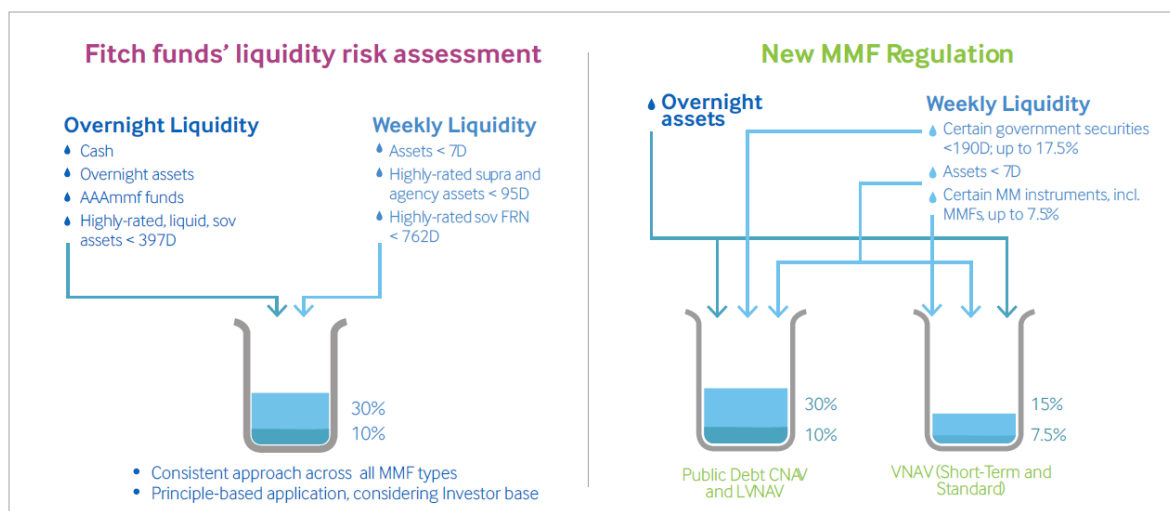 Fitch funds' liquidity risk assessment
Overnight Liquidity
Cash
Overnight assets
AAAmmf funds
Highly-rated, liquid, sov
assets < 397D
Weekly Liquidity
Assets < 7D
Highly-rated supra and
agency assets < 95D
Highly-rated sov FRN
< 762D
30%
10%
• Consistent approach across all MMF types
• Principle-based application, considering Investor base
New MMF Regulation
Overnight
assets
Weekly Liquidity
Certain government securities
<190D; up to 17.5%
Assets < 7D
Certain MM instruments, incl.
MMFs, up to 7.5%
30%
10%
Public Debt CNAV
and LVNAV
15%
7.5%
VNAV (Short-Term and
Standard)